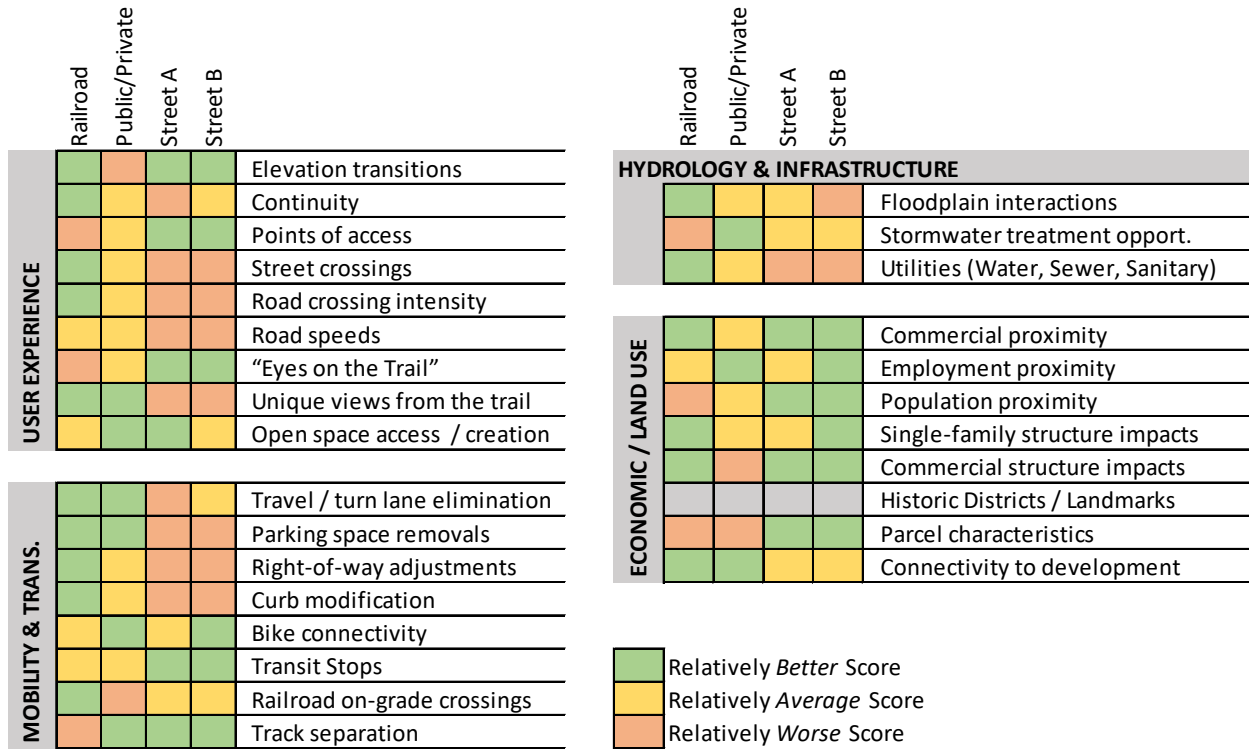 Railroad
Public/Private
Street A
Street B
USER EXPERIENCE
Elevation transitions
Continuity
Points of access
Street crossings
Road crossing intensity
Road speeds
“Eyes on the Trail”
Unique views from the trail
Open space access / creation
MOBILITY & TRANS.
Travel / turn lane elimination
Parking space removals
Right-of-way adjustments
Curb modification
Bike connectivity
Transit Stops
Railroad on-grade crossings
Track separation
Railroad
Public/Private
Street A
Street B
HYDROLOGY & INFRASTRUCTURE
Floodplain interactions
Stormwater treatment opport.
Utilities (Water, Sewer, Sanitary)
ECONOMIC / LAND USE
Commercial proximity
Employment proximity
Population proximity
Single-family structure impacts
Commercial structure impacts
Historic Districts / Landmarks
Parcel characteristics
Connectivity to development
Relatively Better Score
Relatively Average Score
Relatively Worse Score